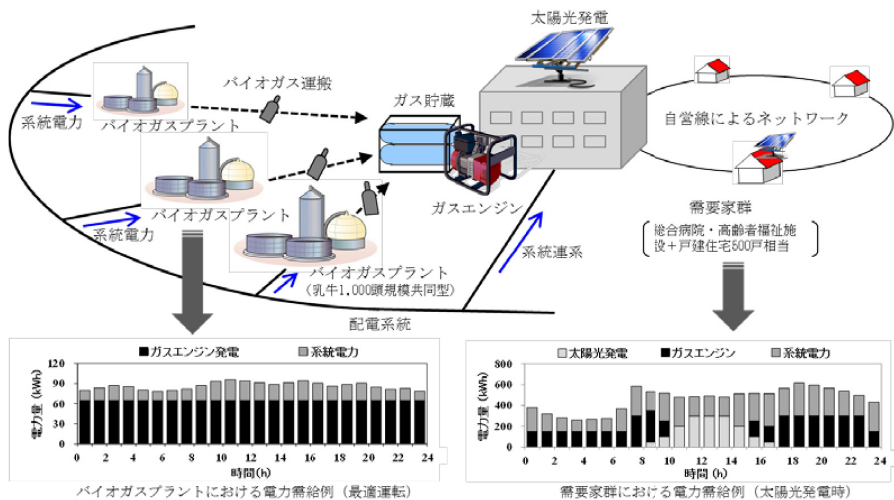 太陽光発電
バイオガス運搬
ガス貯蔵
系統電力
バイオガスプラント
自営線によるネットワーク
ガスエンジン
バイオガスプラント
系統電力
需要家群
総合病院・高齢者福祉施
設＋戸建住宅500戸相当
系統連系
バイオガスプラント
(乳牛1,000頭規模共同型)
配電系統
■ガスエンジン発電 ■系統電力
電力量 (kWh)
120
90
60
30
0
0 2 4 6 8 10 12 14 16 18 20 22 24
時間(h)
バイオガスプラントにおける電力需給例（最適運転）
□太陽光発電 ■ガスエンジン ■系統電力
電力量 (kWh)
800
600
400
200
0
0 2 4 6 8 10 12 14 16 18 20 22 24
時間(h)
需要家群における電力需給例（太陽光発電時）